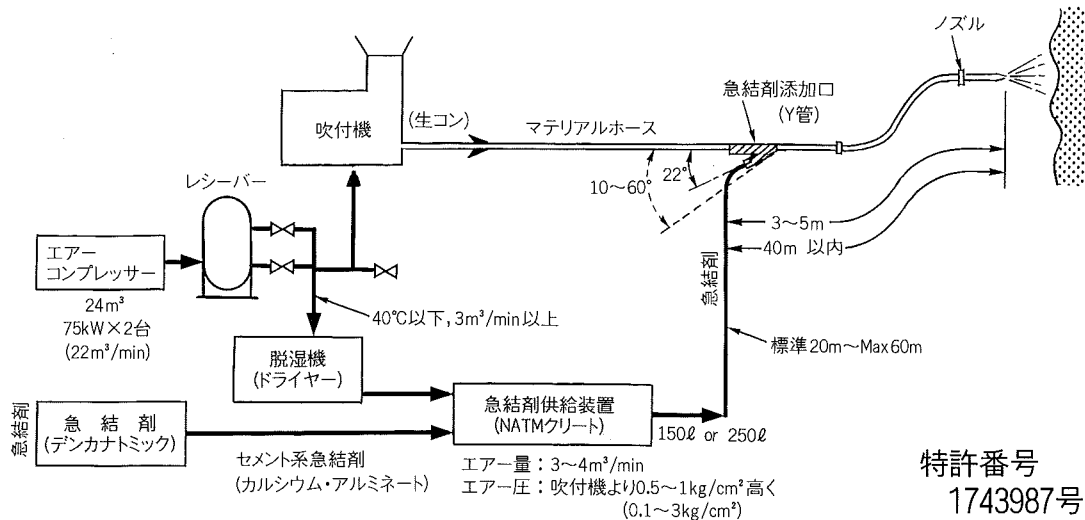 ノズル
急結剤添加口
(Y管)
吹付機
(生コン)
マテリアルホース
22°
10～60°
レシーバー
3～5m
40m 以内
エアー
コンプレッサー
急結剤
24m³
75kW×2台
(22m³/min)
40℃以下, 3m³/min以上
標準20m～Max60m
脱湿機
(ドライヤー)
急結剤
急 結 剤
(デンカナトミック)
急結剤供給装置
(NATMクリート)
150ℓ or 250ℓ
セメント系急結剤
(カルシウム・アルミネート)
エアー量：3～4m³/min
エアー圧：吹付機より0.5～1kg/cm²高く
(0.1～3kg/cm²)
特許番号
1743987号